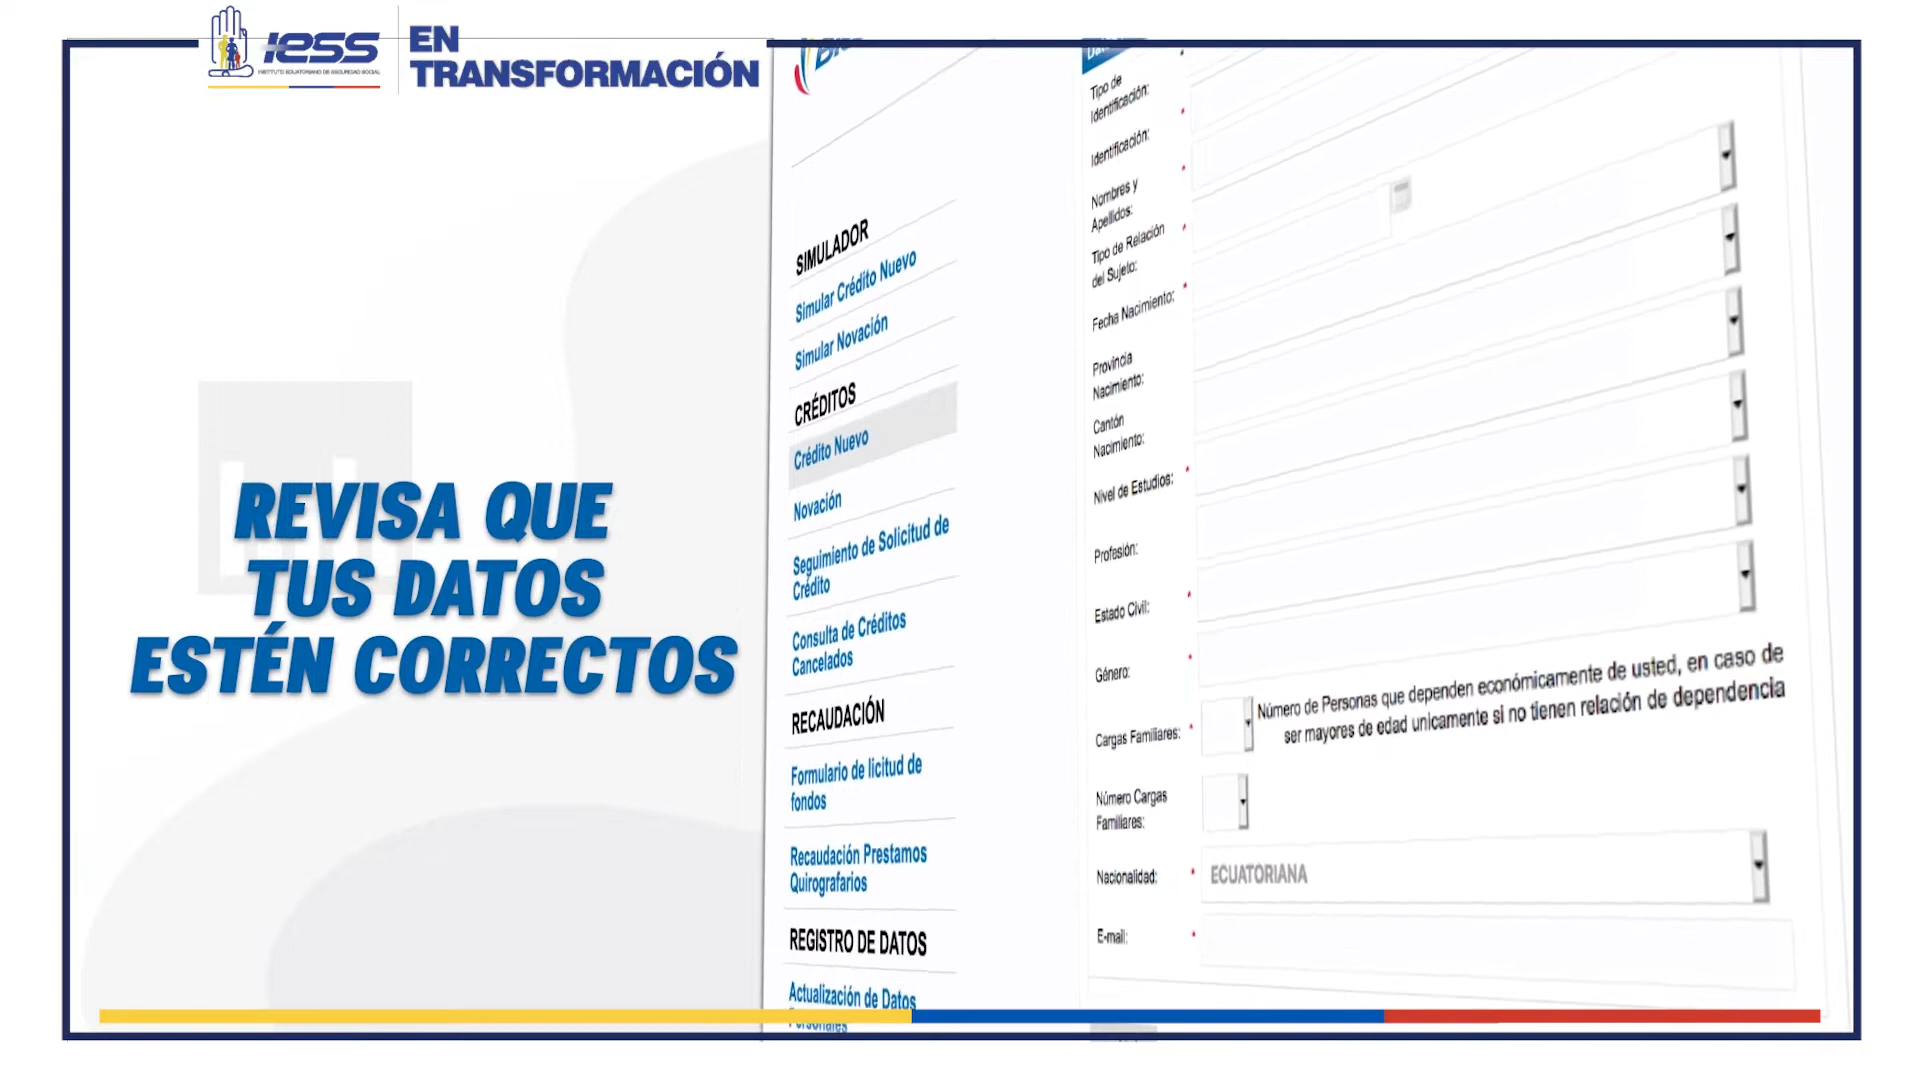 IESS
INSTITUTO ECUATORIANO DE SEGURIDAD SOCIAL
EN
TRANSFORMACIÓN
REVISA QUE
TUS DATOS
ESTÉN CORRECTOS
SIMULADOR
Simular Crédito Nuevo
Simular Novación
CRÉDITOS
Crédito Nuevo
Novación
Seguimiento de Solicitud de
Crédito
Consulta de Créditos
Cancelados
RECAUDACIÓN
Formulario de licitud de
fondos
Recaudación Prestamos
Quirografarios
REGISTRO DE DATOS
Actualización de Datos
Personales
Tipo de
Identificación: *
Identificación: *
Nombres y
Apellidos: *
Tipo de Relación
del Sujeto: *
Fecha Nacimiento: *
Provincia
Nacimiento:
Cantón
Nacimiento:
Nivel de Estudios: *
Profesión:
Estado Civil: *
Género: *
Cargas Familiares: *
Número de Personas que dependen económicamente de usted, en caso de
ser mayores de edad unicamente si no tienen relación de dependencia
Número Cargas
Familiares:
Nacionalidad: * ECUATORIANA
E-mail: *